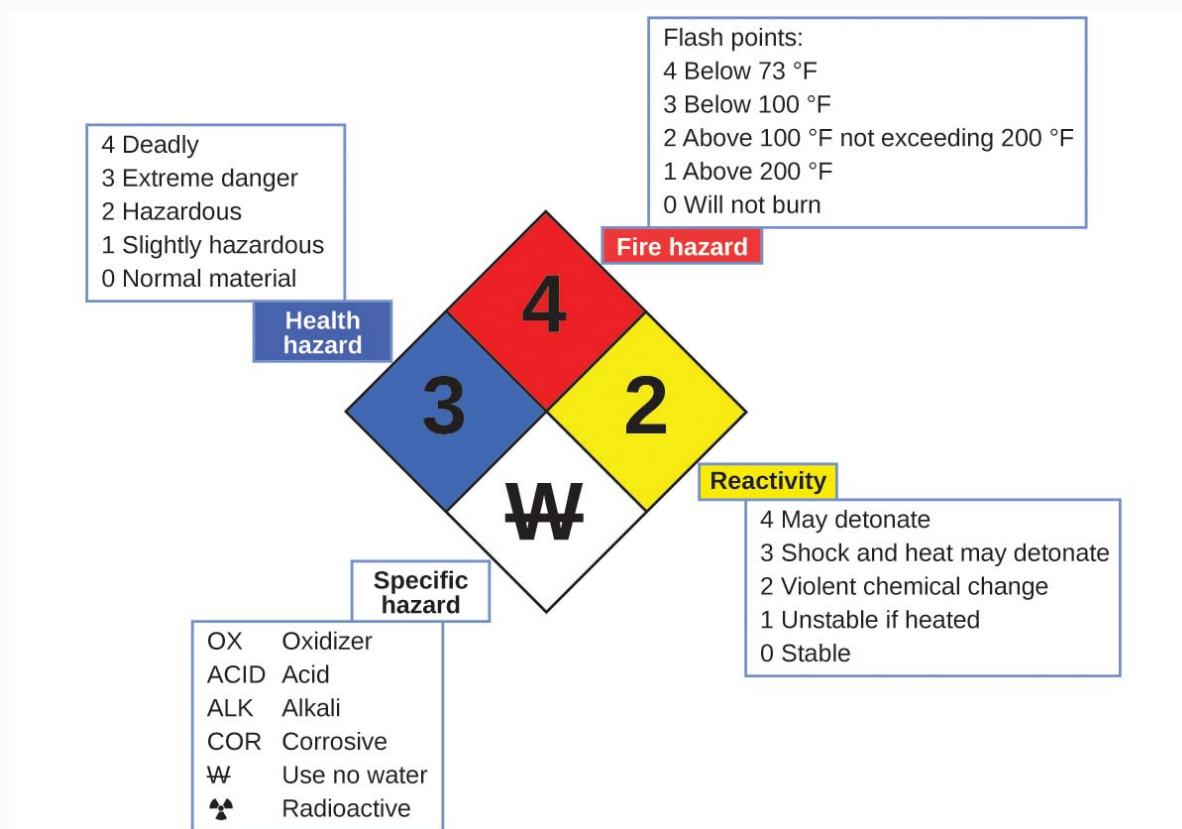 Flash points:
4 Below 73 °F
3 Below 100 °F
2 Above 100 °F not exceeding 200 °F
1 Above 200 °F
0 Will not burn
Fire hazard
4 Deadly
3 Extreme danger
2 Hazardous
1 Slightly hazardous
0 Normal material
Health
hazard
4
3
2
W̶
Reactivity
4 May detonate
3 Shock and heat may detonate
2 Violent chemical change
1 Unstable if heated
0 Stable
Specific
hazard
OX Oxidizer
ACID Acid
ALK Alkali
COR Corrosive
W̶ Use no water
☢ Radioactive